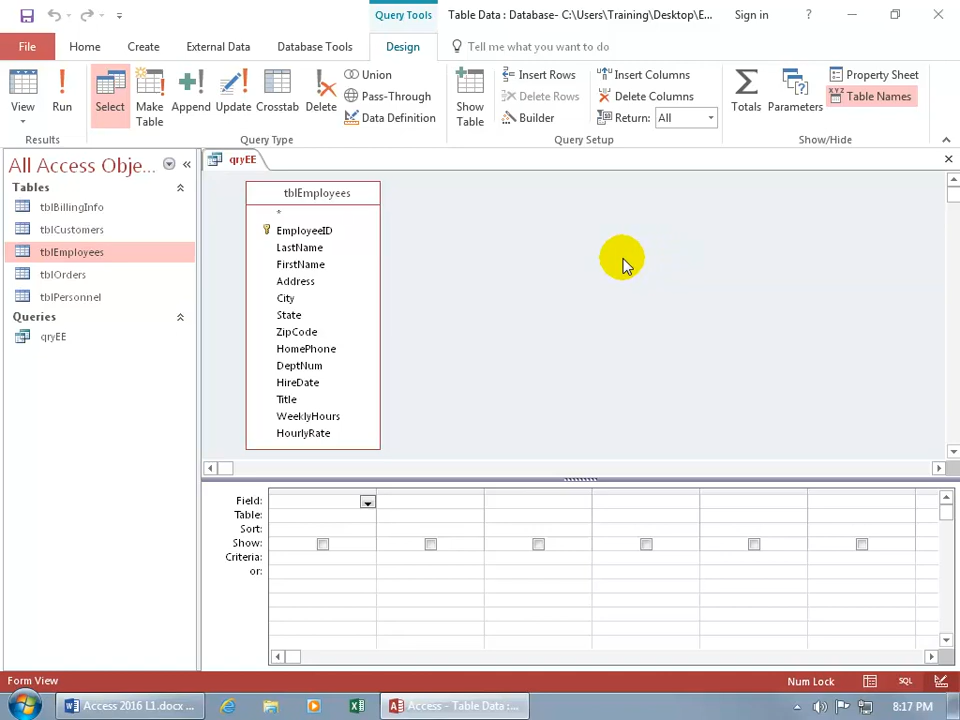 Query Tools
Table Data : Database- C:\Users\Training\Desktop\E...
Sign in
?
File
Home
Create
External Data
Database Tools
Design
Tell me what you want to do
View
Run
Select
Make Table
Append
Update
Crosstab
Delete
Union
Pass-Through
Data Definition
Show Table
Insert Rows
Delete Rows
Builder
Insert Columns
Delete Columns
Return: All
Totals
Parameters
Property Sheet
XYZ Table Names
Results
Query Type
Query Setup
Show/Hide
All Access Obje...
Tables
tblBillingInfo
tblCustomers
tblEmployees
tblOrders
tblPersonnel
Queries
qryEE
qryEE
tblEmployees
*
EmployeeID
LastName
FirstName
Address
City
State
ZipCode
HomePhone
DeptNum
HireDate
Title
WeeklyHours
HourlyRate
Field:
Table:
Sort:
Show:
Criteria:
or:
Form View
Num Lock
SQL
Access 2016 L1.docx ...
Access - Table Data :...
8:17 PM